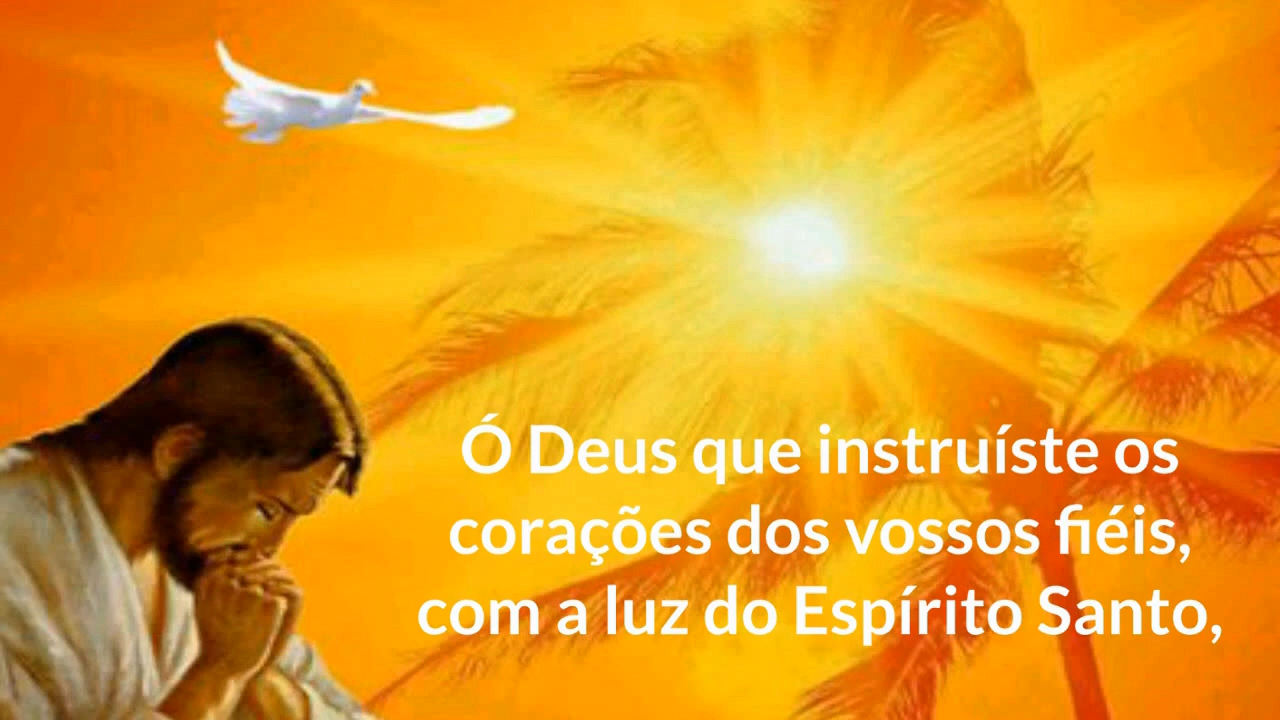 Ó Deus que instruíste os
corações dos vossos fiéis,
com a luz do Espírito Santo,